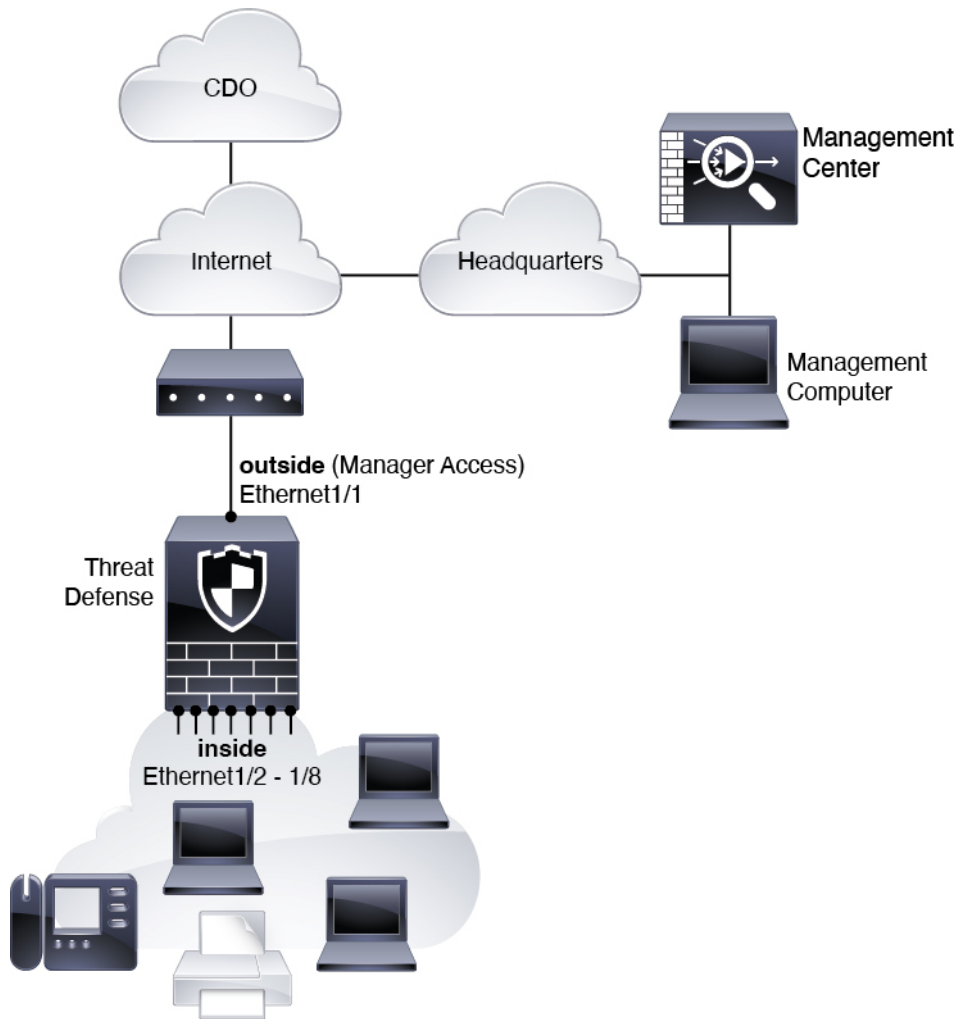 CDO
Management
Center
Internet
Headquarters
Management
Computer
outside (Manager Access)
Ethernet1/1
Threat
Defense
inside
Ethernet1/2 - 1/8